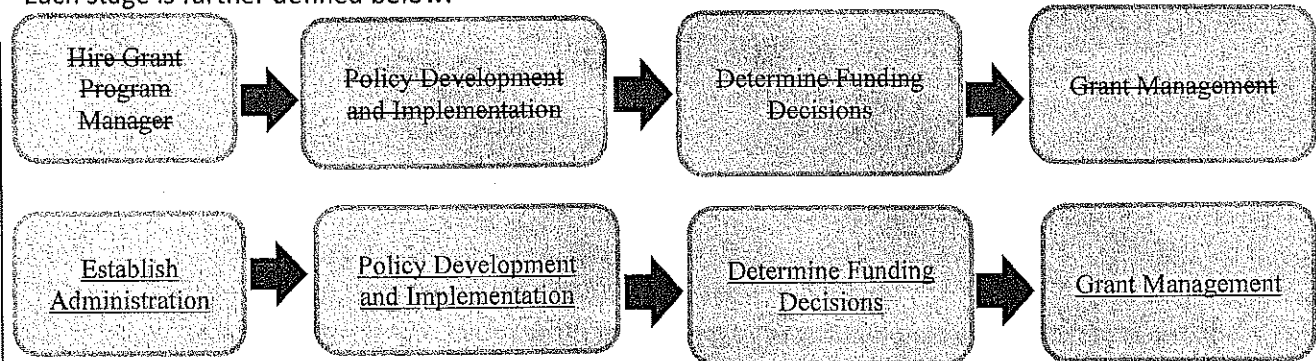 Each stage is further defined below.
Hire Grant
Program
Manager
Policy Development
and Implementation
Determine Funding
Decisions
Grant Management
Establish
Administration
Policy Development
and Implementation
Determine Funding
Decisions
Grant Management